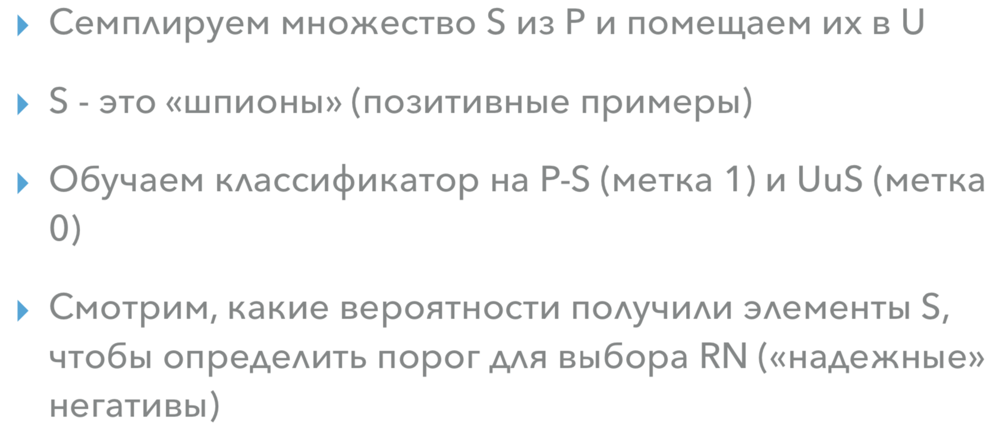 Семплируем множество S из P и помещаем их в U
S - это «шпионы» (позитивные примеры)
Обучаем классификатор на P-S (метка 1) и UuS (метка
0)
Смотрим, какие вероятности получили элементы S,
чтобы определить порог для выбора RN («надежные»
негативы)